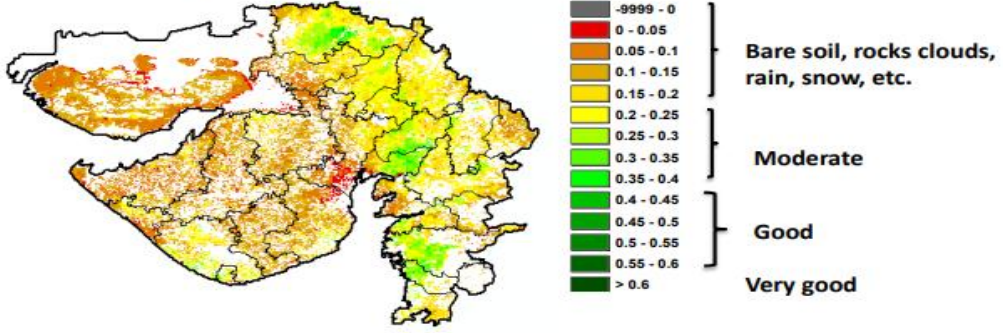 -9999 - 0
0 - 0.05
0.05 - 0.1
0.1 - 0.15
0.15 - 0.2
0.2 - 0.25
0.25 - 0.3
0.3 - 0.35
0.35 - 0.4
0.4 - 0.45
0.45 - 0.5
0.5 - 0.55
0.55 - 0.6
> 0.6
Bare soil, rocks clouds,
rain, snow, etc.
Moderate
Good
Very good